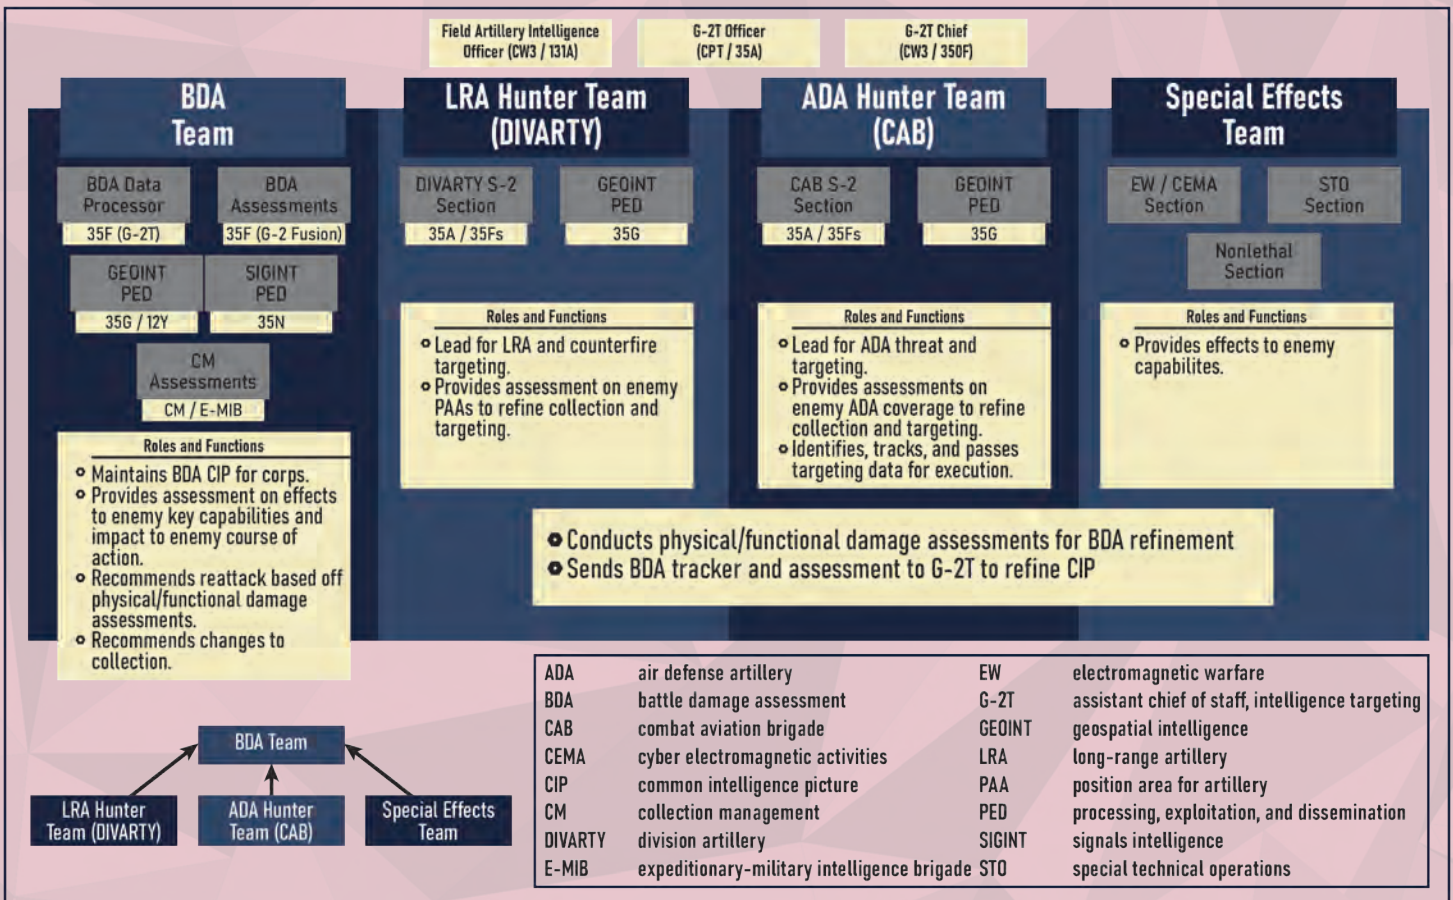 Field Artillery Intelligence
Officer (CW3 / 131A)
G-2T Officer
(CPT / 35A)
G-2T Chief
(CW3 / 350F)
BDA
Team
BDA Data
Processor
35F (G-2T)
BDA
Assessments
35F (G-2 Fusion)
GEOINT
PED
35G / 12Y
SIGINT
PED
35N
CM
Assessments
CM / E-MIB
Roles and Functions
Maintains BDA CIP for corps.
Provides assessment on effects
to enemy key capabilities and
impact to enemy course of
action.
Recommends reattack based off
physical/functional damage
assessments.
Recommends changes to
collection.
LRA Hunter Team
(DIVARTY)
DIVARTY S-2
Section
35A / 35Fs
GEOINT
PED
35G
Roles and Functions
Lead for LRA and counterfire
targeting.
Provides assessment on enemy
PAAs to refine collection and
targeting.
ADA Hunter Team
(CAB)
CAB S-2
Section
35A / 35Fs
GEOINT
PED
35G
Roles and Functions
Lead for ADA threat and
targeting.
Provides assessments on
enemy ADA coverage to refine
collection and targeting.
Identifies, tracks, and passes
targeting data for execution.
Special Effects
Team
EW / CEMA
Section
STO
Section
Nonlethal
Section
Roles and Functions
Provides effects to enemy
capabilites.
Conducts physical/functional damage assessments for BDA refinement
Sends BDA tracker and assessment to G-2T to refine CIP
BDA Team
LRA Hunter
Team (DIVARTY)
ADA Hunter
Team (CAB)
Special Effects
Team
ADA air defense artillery
BDA battle damage assessment
CAB combat aviation brigade
CEMA cyber electromagnetic activities
CIP common intelligence picture
CM collection management
DIVARTY division artillery
E-MIB expeditionary-military intelligence brigade
EW electromagnetic warfare
G-2T assistant chief of staff, intelligence targeting
GEOINT geospatial intelligence
LRA long-range artillery
PAA position area for artillery
PED processing, exploitation, and dissemination
SIGINT signals intelligence
STO special technical operations